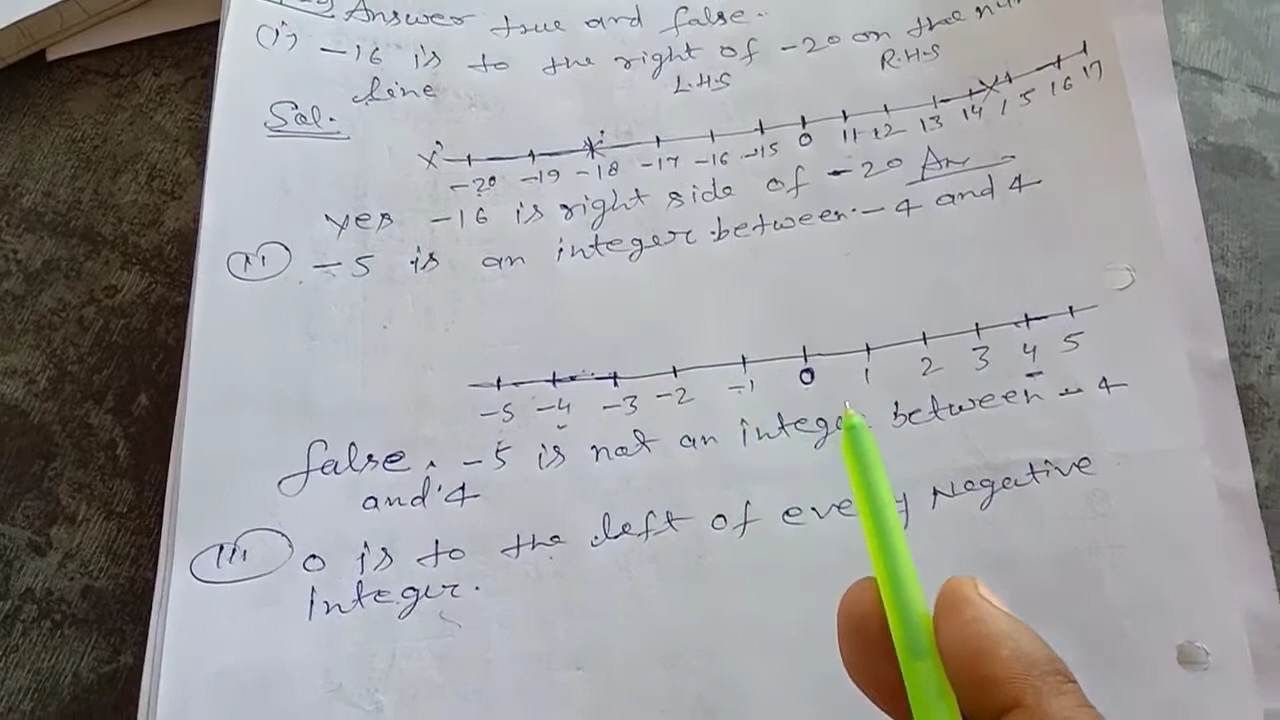 Answer true and false.
(i) -16 is to the right of -20 on the
line
L.H.S R.H.S
Sol.
-20 -19 -18 -17 -16 -15 0 11 12 13 14 15 16 17
yes -16 is right side of -20 An
(ii) -5 is an integer between -4 and 4
-5 -4 -3 -2 -1 0 1 2 3 4 5
false. -5 is not an between -4
and 4
(iii) 0 is to the left of Negative
integer.